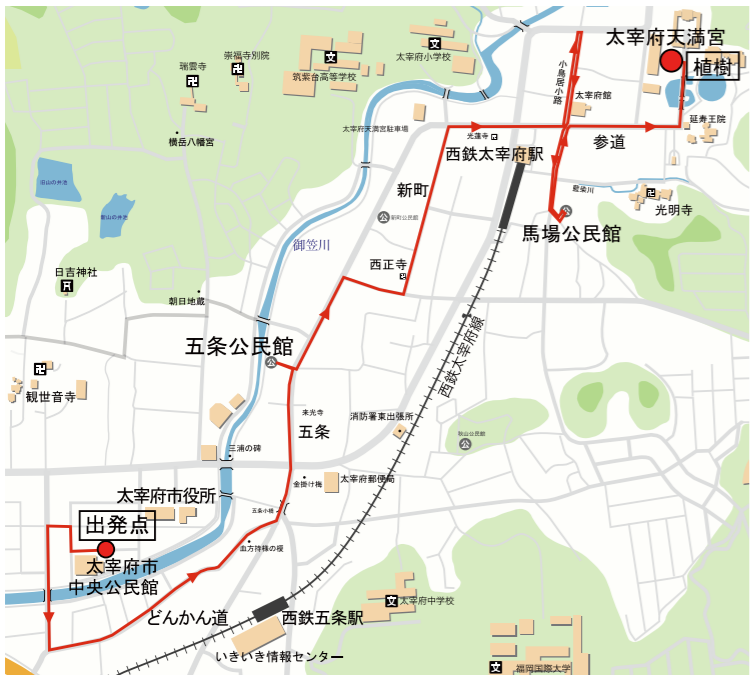 太宰府天満宮
植樹
崇福寺別院
瑞雲寺
筑紫台高等学校
太宰府小学校
小鳥居小路
太宰府館
延寿王院
太宰府天満宮駐車場
光蓮寺
参道
横岳八幡宮
西鉄太宰府駅
新町
藍染川
光明寺
新町公民館
馬場公民館
御笠川
西正寺
日吉神社
朝日地蔵
五条公民館
西鉄太宰府線
観世音寺
来光寺
五条
消防署東出張所
三浦の碑
金掛け梅
太宰府郵便局
太宰府市役所
五条小橋
出発点
太宰府市
中央公民館
血方持様の榎
どんかん道
西鉄五条駅
太宰府中学校
いきいき情報センター
福岡国際大学